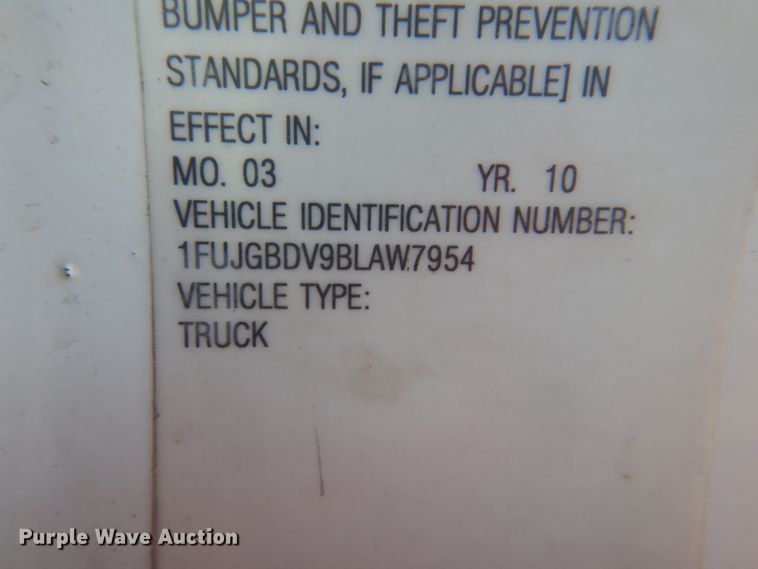 BUMPER AND THEFT PREVENTION
STANDARDS, IF APPLICABLE] IN
EFFECT IN:
MO. 03 YR. 10
VEHICLE IDENTIFICATION NUMBER:
1FUJGBDV9BLAW7954
VEHICLE TYPE:
TRUCK
Purple Wave Auction